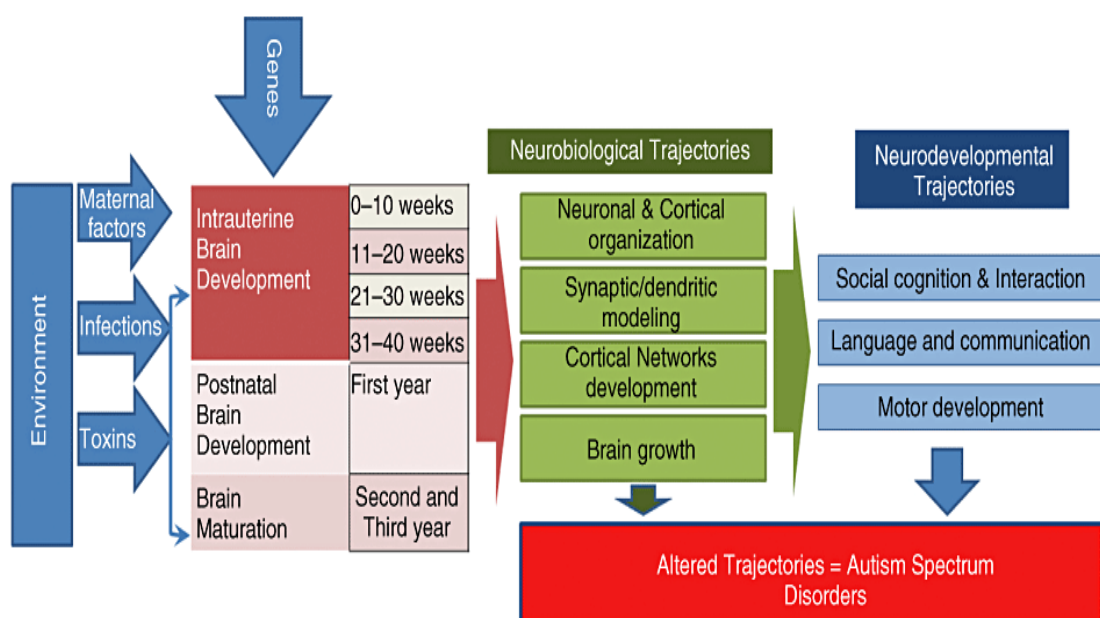 Genes
Environment
Maternal
factors
Infections
Toxins
Intrauterine
Brain
Development
0–10 weeks
11–20 weeks
21–30 weeks
31–40 weeks
Postnatal
Brain
Development
First year
Brain
Maturation
Second and
Third year
Neurobiological Trajectories
Neuronal & Cortical
organization
Synaptic/dendritic
modeling
Cortical Networks
development
Brain growth
Neurodevelopmental
Trajectories
Social cognition & Interaction
Language and communication
Motor development
Altered Trajectories = Autism Spectrum
Disorders